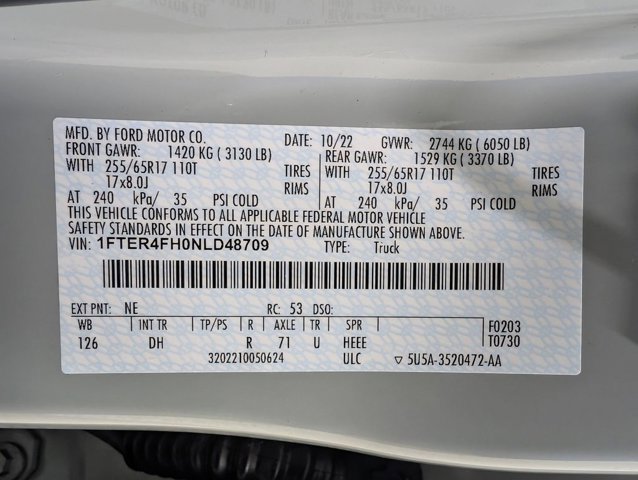 MFD. BY FORD MOTOR CO. DATE: 10/22 GVWR: 2744 KG ( 6050 LB)
FRONT GAWR: 1420 KG ( 3130 LB) REAR GAWR: 1529 KG ( 3370 LB)
WITH 255/65R17 110T TIRES WITH 255/65R17 110T TIRES
17x8.0J RIMS 17x8.0J RIMS
AT 240 kPa/ 35 PSI COLD AT 240 kPa/ 35 PSI COLD
THIS VEHICLE CONFORMS TO ALL APPLICABLE FEDERAL MOTOR VEHICLE
SAFETY STANDARDS IN EFFECT ON THE DATE OF MANUFACTURE SHOWN ABOVE.
VIN: 1FTER4FH0NLD48709 TYPE: Truck
EXT PNT: NE RC: 53 DSO:
WB INT TR TP/PS R AXLE TR SPR F0203
126 DH R 71 U HEEE T0730
3202210050624 ULC ▽ 5U5A-3520472-AA